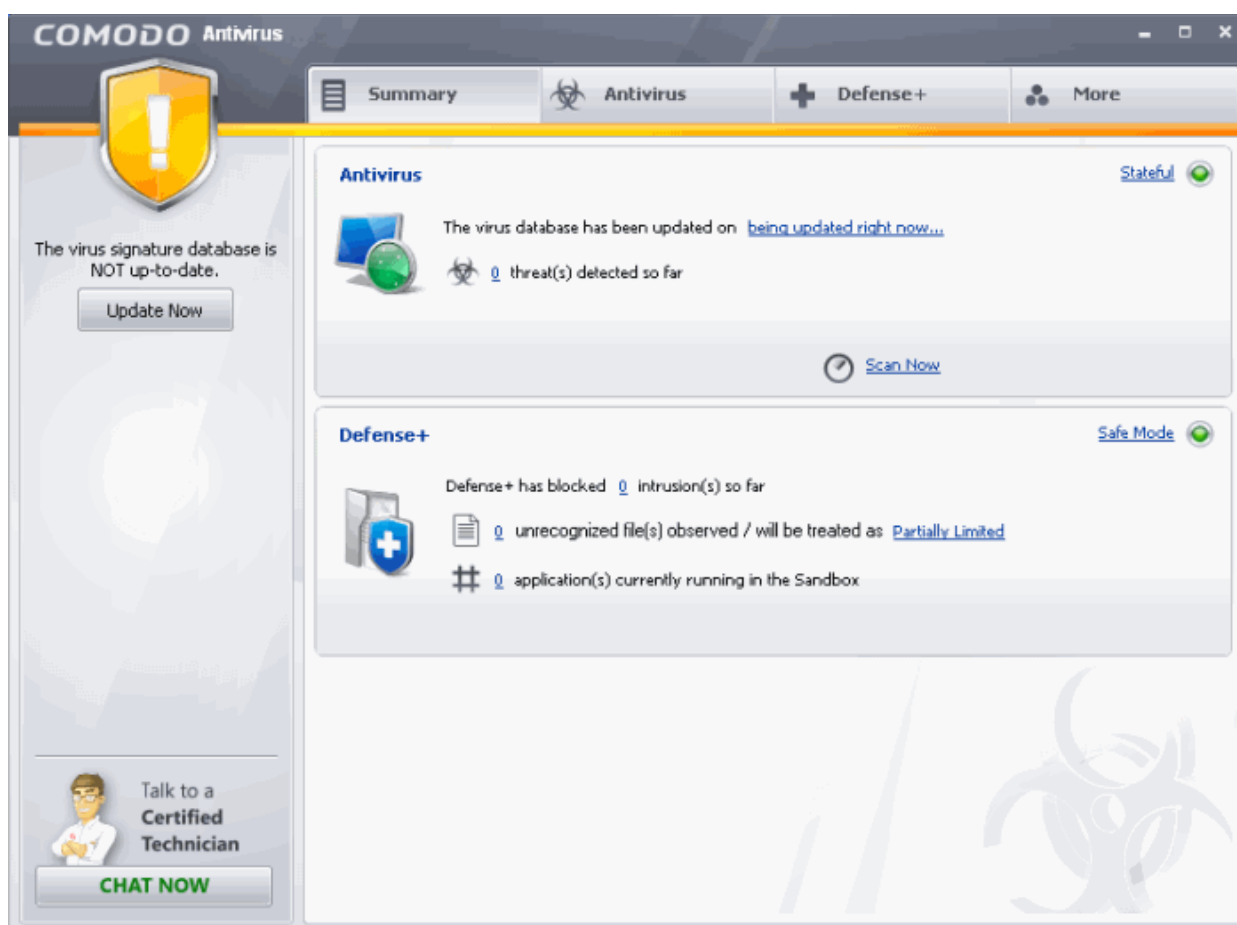 COMODO Antivirus
Summary
Antivirus
Defense+
More
The virus signature database is
NOT up-to-date.
Update Now
Antivirus
Stateful
The virus database has been updated on being updated right now...
0 threat(s) detected so far
Scan Now
Defense+
Safe Mode
Defense+ has blocked 0 intrusion(s) so far
0 unrecognized file(s) observed / will be treated as Partially Limited
0 application(s) currently running in the Sandbox
Talk to a
Certified
Technician
CHAT NOW